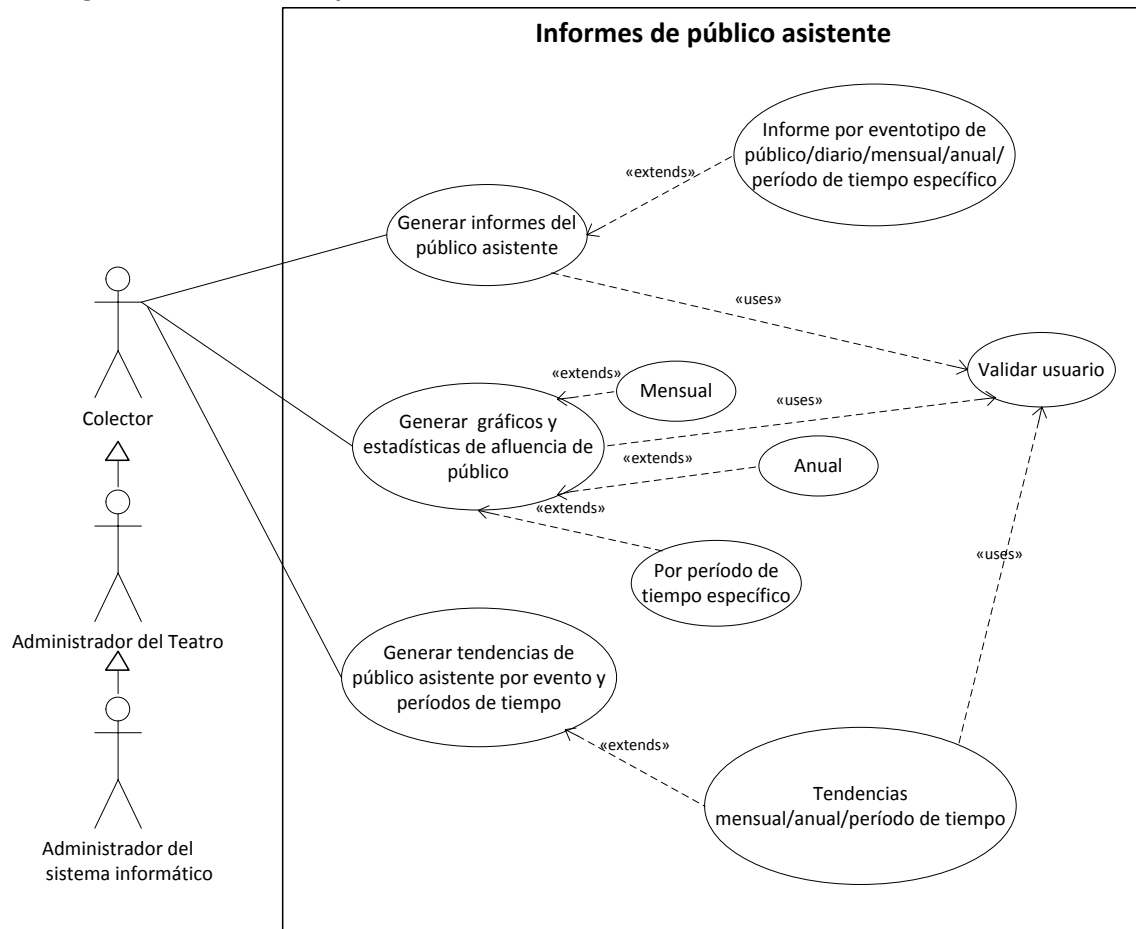 Informes de público asistente
Informe por eventotipo de
público/diario/mensual/anual/
período de tiempo específico
«extends»
Generar informes del
público asistente
«uses»
Validar usuario
«extends»
Mensual
«uses»
Colector
Generar gráficos y
estadísticas de afluencia de
público
«extends»
Anual
«extends»
«uses»
Por período de
tiempo específico
Administrador del Teatro
Generar tendencias de
público asistente por evento y
períodos de tiempo
«extends»
Tendencias
mensual/anual/período de tiempo
Administrador del
sistema informático